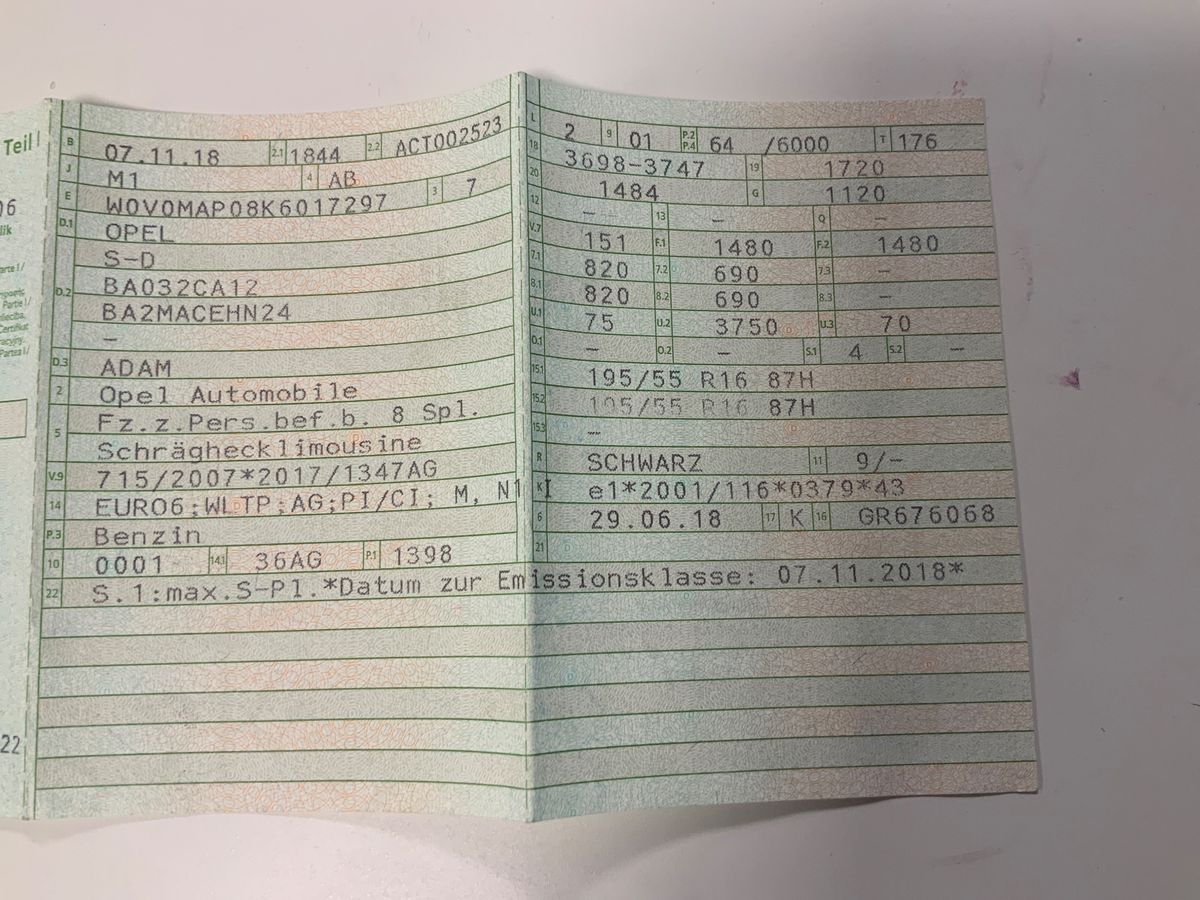 Teil I
06
lik
22
B 07.11.18 2.1 1844 2.2 ACT002523
J M1 4 AB
E W0V0MAP08K6017297 3 7
D.1 OPEL
D.2 S-D
BA032CA12
BA2MACEHN24
—
D.3 ADAM
2 Opel Automobile
5 Fz.z.Pers.bef.b. 8 Spl.
Schräghecklimousine
V.9 715/2007*2017/1347AG
14 EURO6;WLTP;AG;PI/CI; M, N1 I
P.3 Benzin
10 0001 14.1 36AG P.1 1398
22 S.1:max.S-Pl.*Datum zur Emissionsklasse: 07.11.2018*
L 2 9 01 P.2 P.4 64 /6000 T 176
18 3698-3747 19 1720
20 1484 G 1120
12 — 13 — Q —
V.7 151 F.1 1480 F.2 1480
7.1 820 7.2 690 7.3 —
8.1 820 8.2 690 8.3 —
U.1 75 U.2 3750 U.3 70
O.1 — O.2 — S.1 4 S.2 —
15.1 195/55 R16 87H
15.2 195/55 R16 87H
15.3 —
R SCHWARZ 11 9/-
K e1*2001/116*0379*43
6 29.06.18 17 K 16 GR676068
21